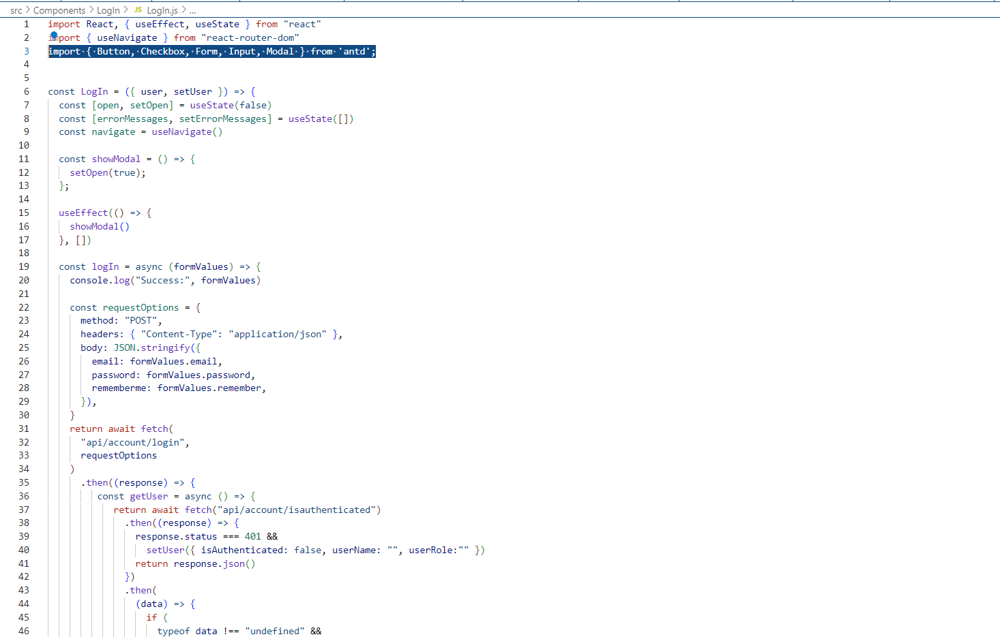 src > Components > LogIn > JS LogIn.js > ...
1 import React, { useEffect, useState } from "react"
2 import { useNavigate } from "react-router-dom"
3 import { Button, Checkbox, Form, Input, Modal } from 'antd';
4
5
6 const LogIn = ({ user, setUser }) => {
7 const [open, setOpen] = useState(false)
8 const [errorMessages, setErrorMessages] = useState([])
9 const navigate = useNavigate()
10
11 const showModal = () => {
12 setOpen(true);
13 };
14
15 useEffect(() => {
16 showModal()
17 }, [])
18
19 const logIn = async (formValues) => {
20 console.log("Success:", formValues)
21
22 const requestOptions = {
23 method: "POST",
24 headers: { "Content-Type": "application/json" },
25 body: JSON.stringify({
26 email: formValues.email,
27 password: formValues.password,
28 rememberme: formValues.remember,
29 }),
30 }
31 return await fetch(
32 "api/account/login",
33 requestOptions
34 )
35 .then((response) => {
36 const getUser = async () => {
37 return await fetch("api/account/isauthenticated")
38 .then((response) => {
39 response.status === 401 &&
40 setUser({ isAuthenticated: false, userName: "", userRole:"" })
41 return response.json()
42 })
43 .then(
44 (data) => {
45 if (
46 typeof data !== "undefined" &&